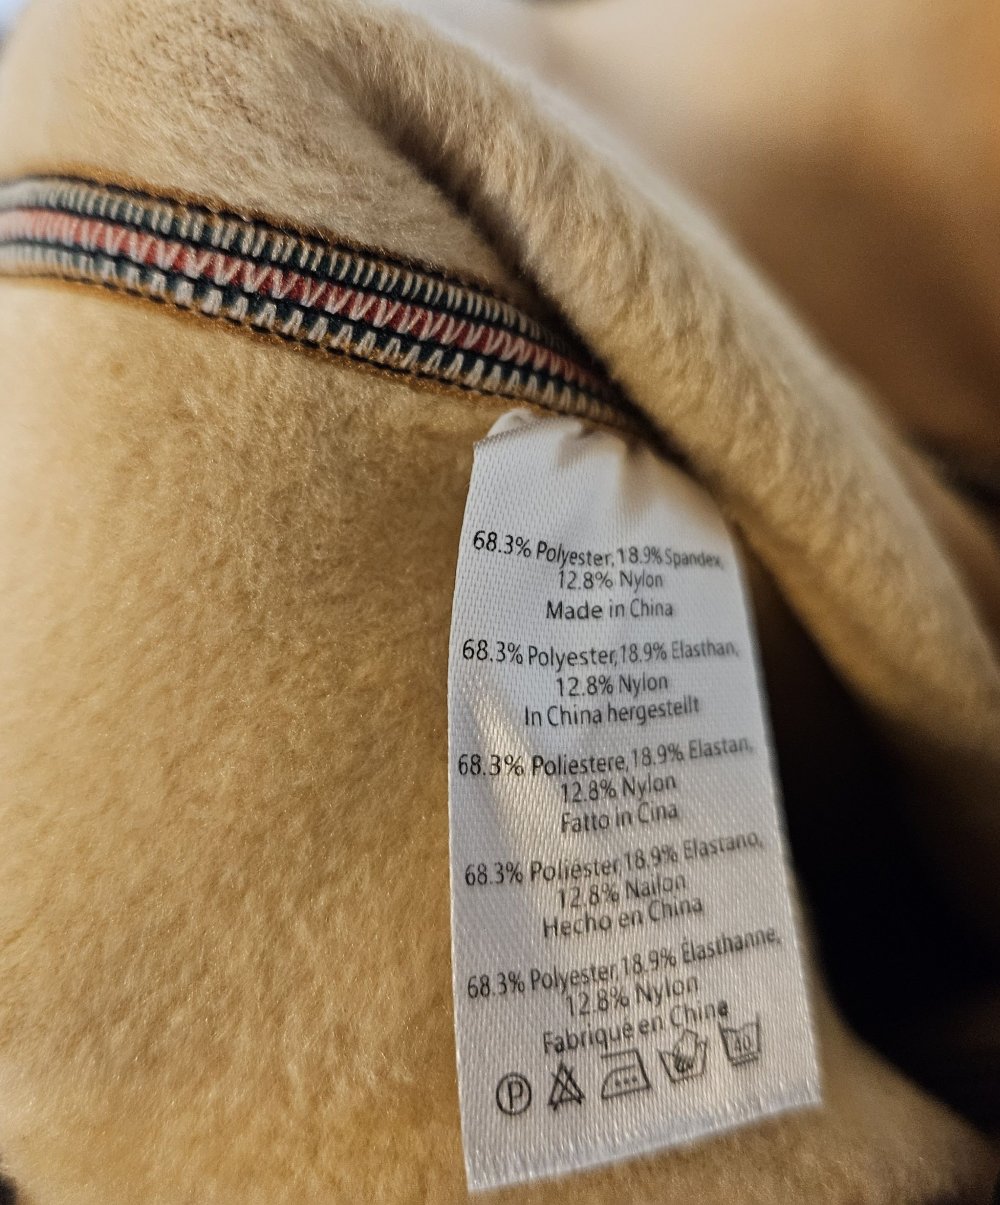 68.3% Polyester, 18.9% Spandex,
12.8% Nylon
Made in China
68.3% Polyester, 18.9% Elasthan,
12.8% Nylon
In China hergestellt
68.3% Poliestere, 18.9% Elastan,
12.8% Nylon
Fatto in Cina
68.3% Poliéster, 18.9% Elastano,
12.8% Nailon
Hecho en China
68.3% Polyester, 18.9% Élasthanne,
12.8% Nylon
Fabriqué en Chine
P 40